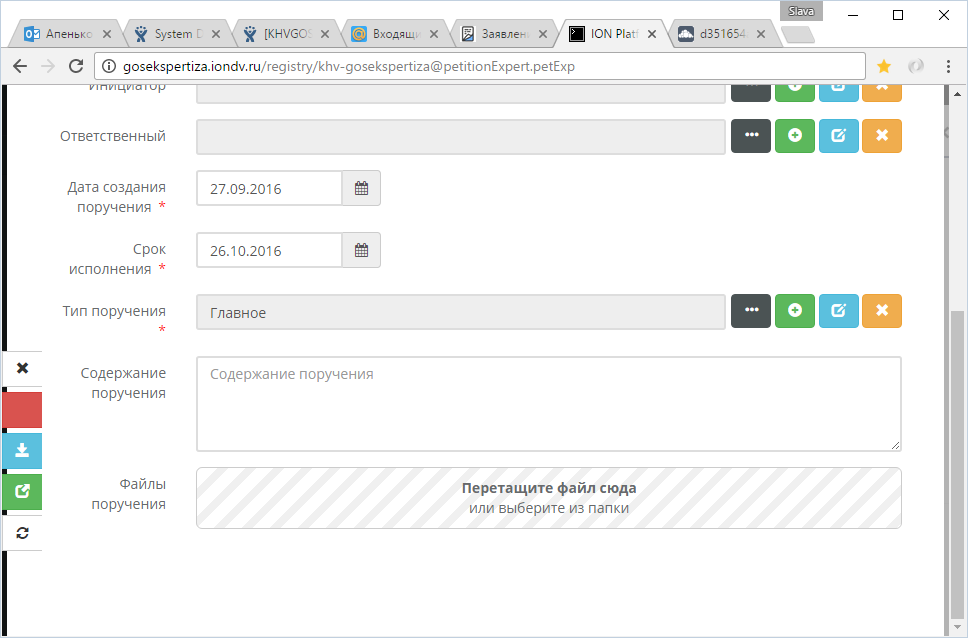 Slava
Апенько
System D
[KHVGOS
Входящи
Заявлен
ION Platf
d351654
gosekspertiza.iondv.ru/registry/khv-gosekspertiza@petitionExpert.petExp
Инициатор
Ответственный
Дата создания
поручения *
27.09.2016
Срок
исполнения *
26.10.2016
Тип поручения
*
Главное
Содержание
поручения
Содержание поручения
Файлы
поручения
Перетащите файл сюда
или выберите из папки